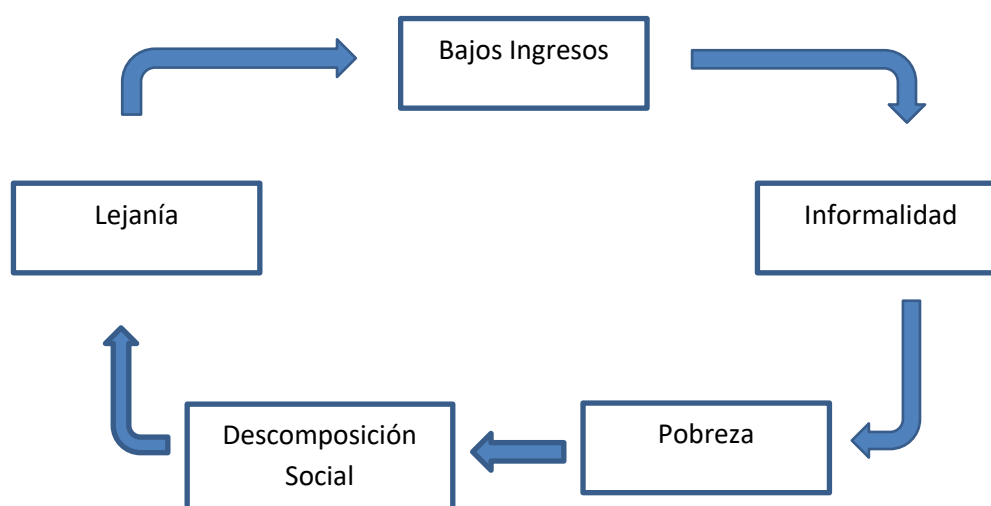 Bajos Ingresos
Lejanía
Informalidad
Descomposición
Social
Pobreza